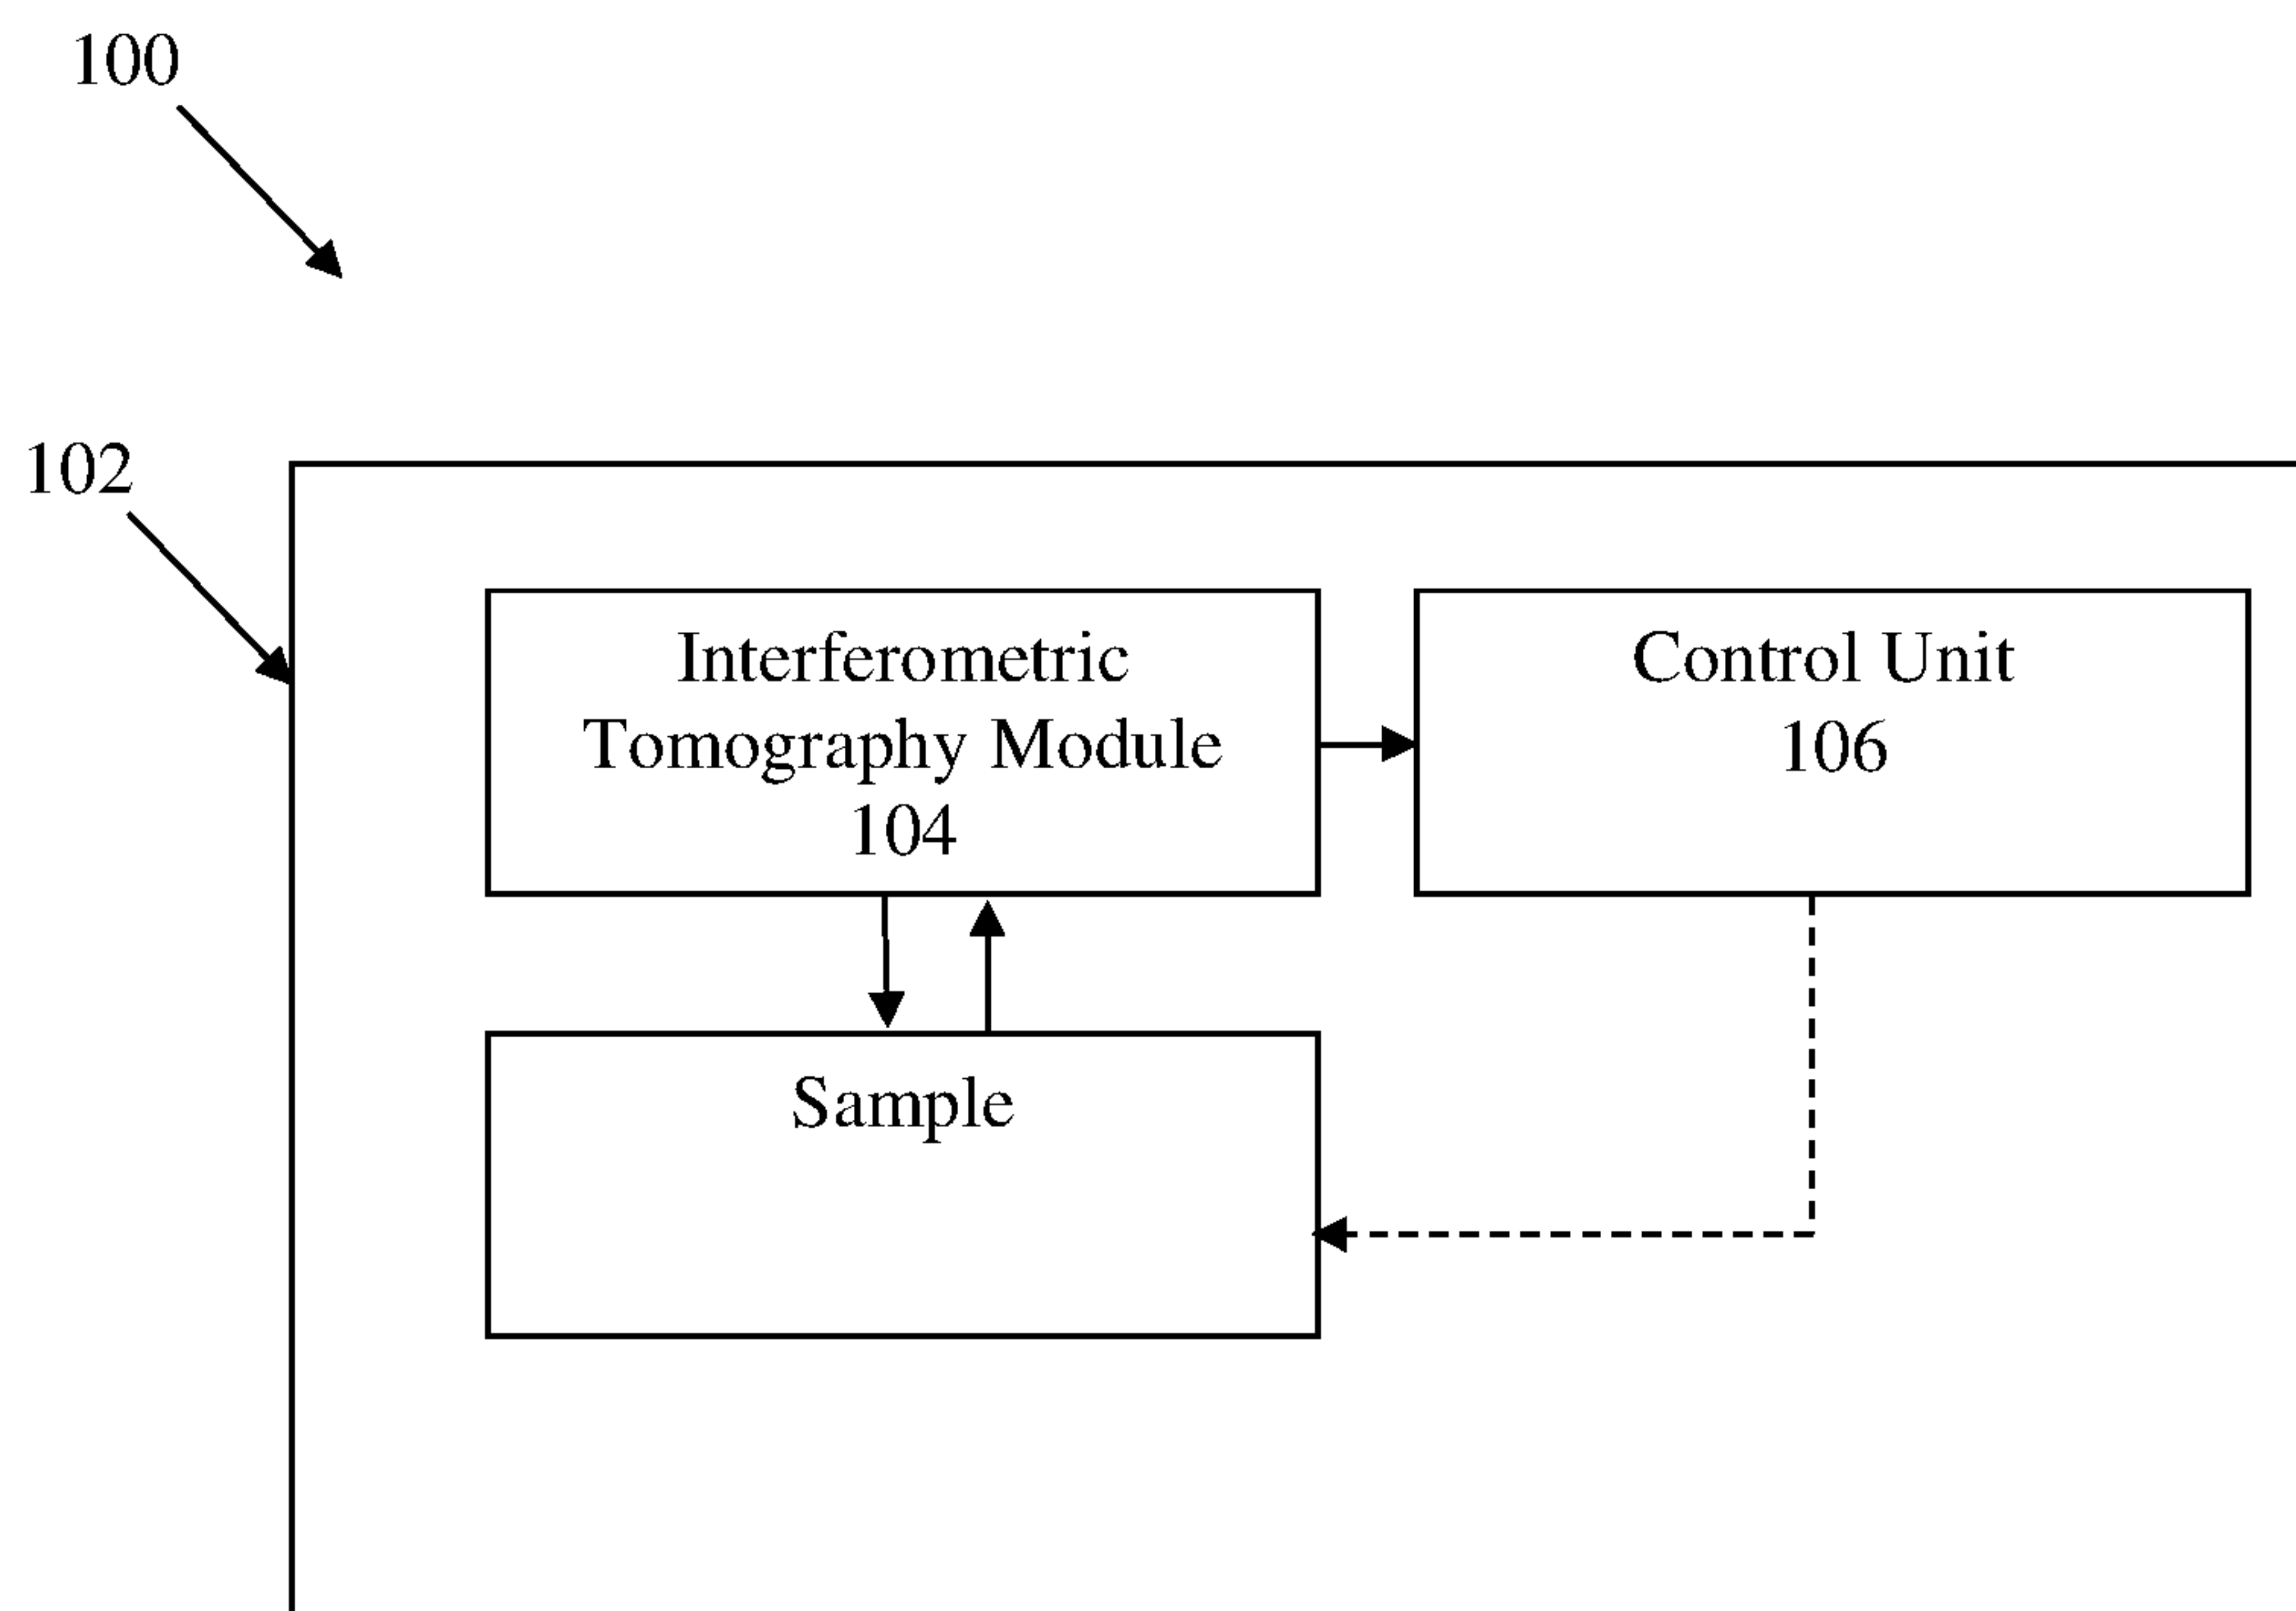 100
102
Interferometric
Tomography Module
104
Control Unit
106
Sample